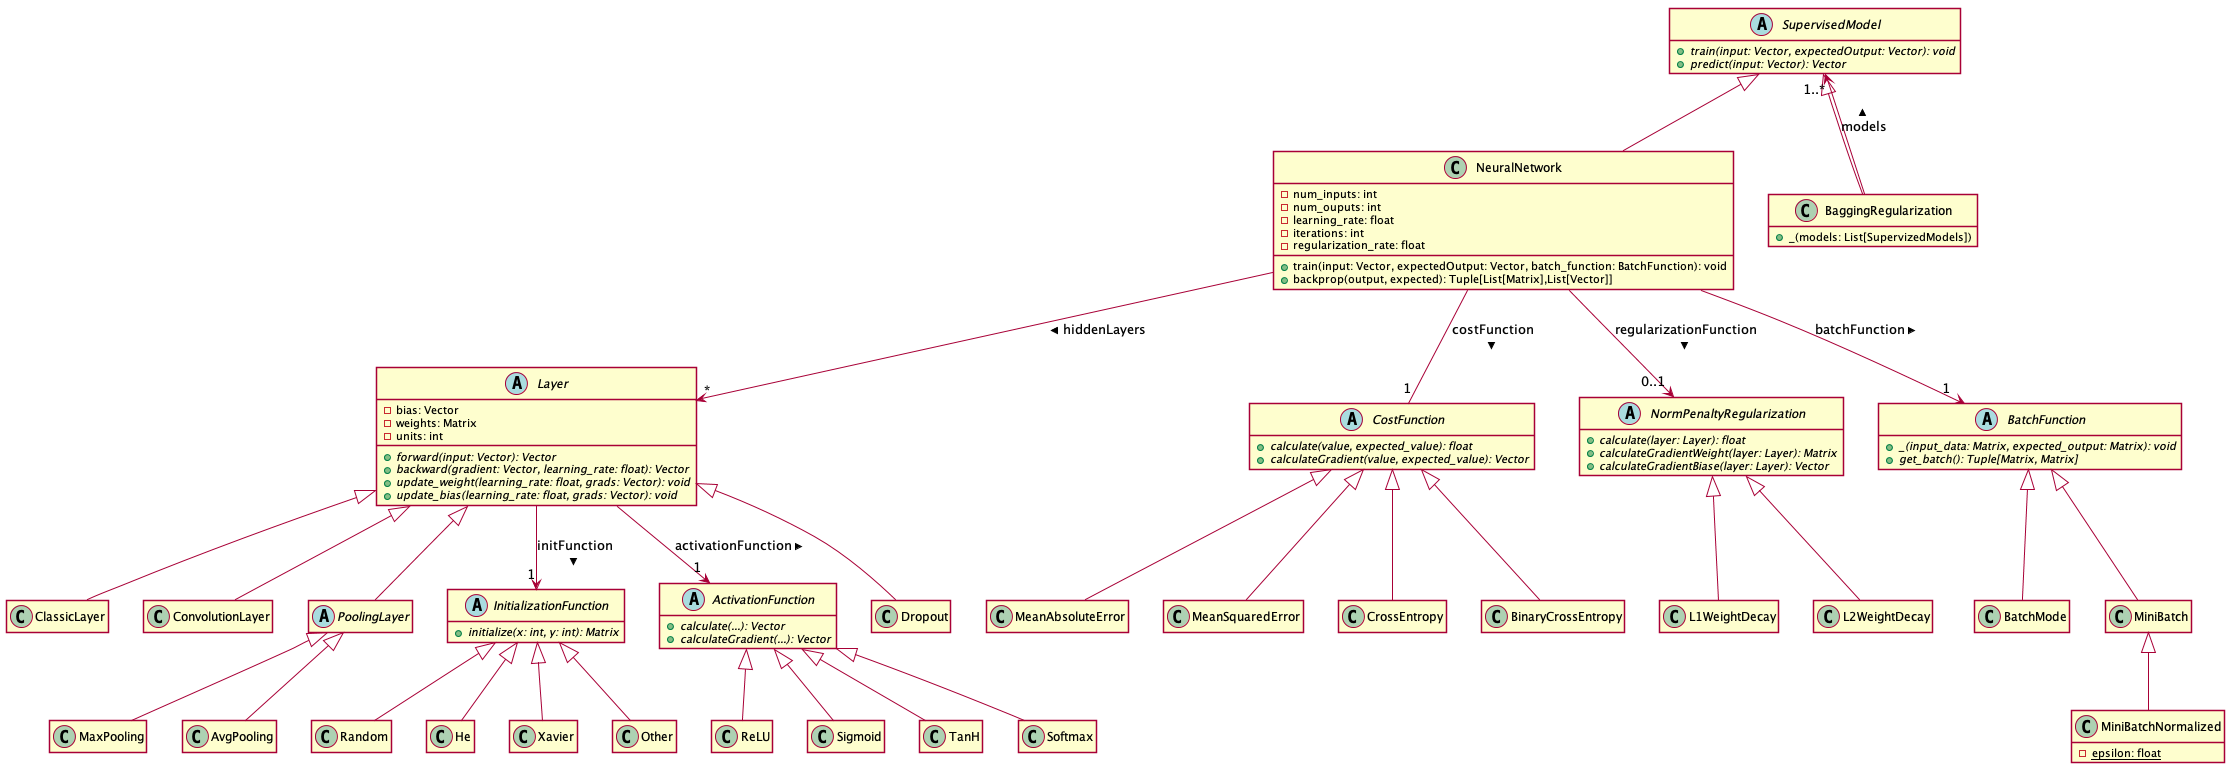 A SupervisedModel
train(input: Vector, expectedOutput: Vector): void
predict(input: Vector): Vector
1..*
models
C NeuralNetwork
num_inputs: int
num_ouputs: int
learning_rate: float
iterations: int
regularization_rate: float
train(input: Vector, expectedOutput: Vector, batch_function: BatchFunction): void
backprop(output, expected): Tuple[List[Matrix],List[Vector]]
C BaggingRegularization
_(models: List[SupervizedModels])
hiddenLayers
costFunction
regularizationFunction
batchFunction
*
1
0..1
1
A Layer
bias: Vector
weights: Matrix
units: int
forward(input: Vector): Vector
backward(gradient: Vector, learning_rate: float): Vector
update_weight(learning_rate: float, grads: Vector): void
update_bias(learning_rate: float, grads: Vector): void
A CostFunction
calculate(value, expected_value): float
calculateGradient(value, expected_value): Vector
A NormPenaltyRegularization
calculate(layer: Layer): float
calculateGradientWeight(layer: Layer): Matrix
calculateGradientBiase(layer: Layer): Vector
A BatchFunction
_(input_data: Matrix, expected_output: Matrix): void
get_batch(): Tuple[Matrix, Matrix]
initFunction
activationFunction
1
1
C ClassicLayer
C ConvolutionLayer
A PoolingLayer
A InitializationFunction
initialize(x: int, y: int): Matrix
A ActivationFunction
calculate(...): Vector
calculateGradient(...): Vector
C Dropout
C MeanAbsoluteError
C MeanSquaredError
C CrossEntropy
C BinaryCrossEntropy
C L1WeightDecay
C L2WeightDecay
C BatchMode
C MiniBatch
C MaxPooling
C AvgPooling
C Random
C He
C Xavier
C Other
C ReLU
C Sigmoid
C TanH
C Softmax
C MiniBatchNormalized
epsilon: float